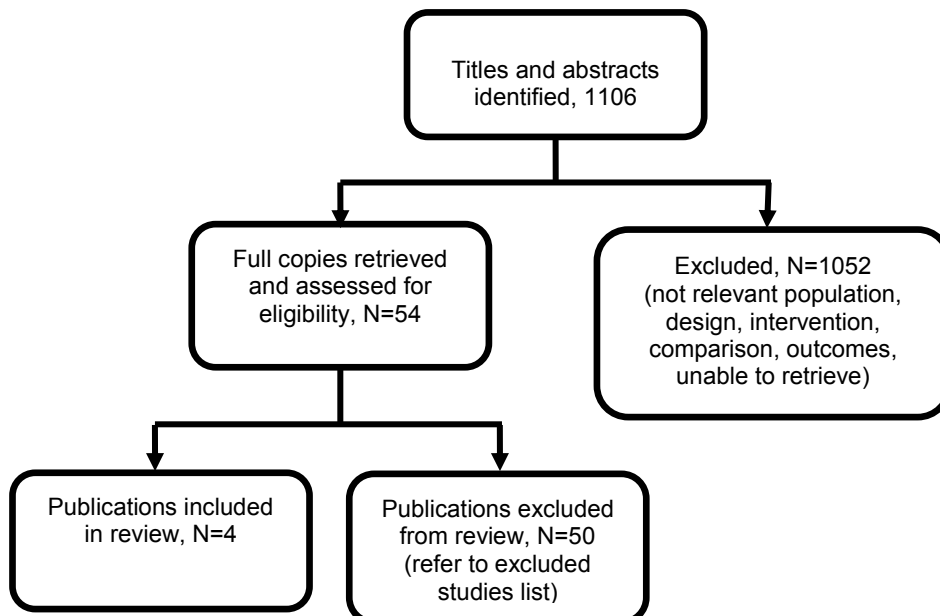 Titles and abstracts
identified, 1106
Full copies retrieved
and assessed for
eligibility, N=54
Excluded, N=1052
(not relevant population,
design, intervention,
comparison, outcomes,
unable to retrieve)
Publications included
in review, N=4
Publications excluded
from review, N=50
(refer to excluded
studies list)